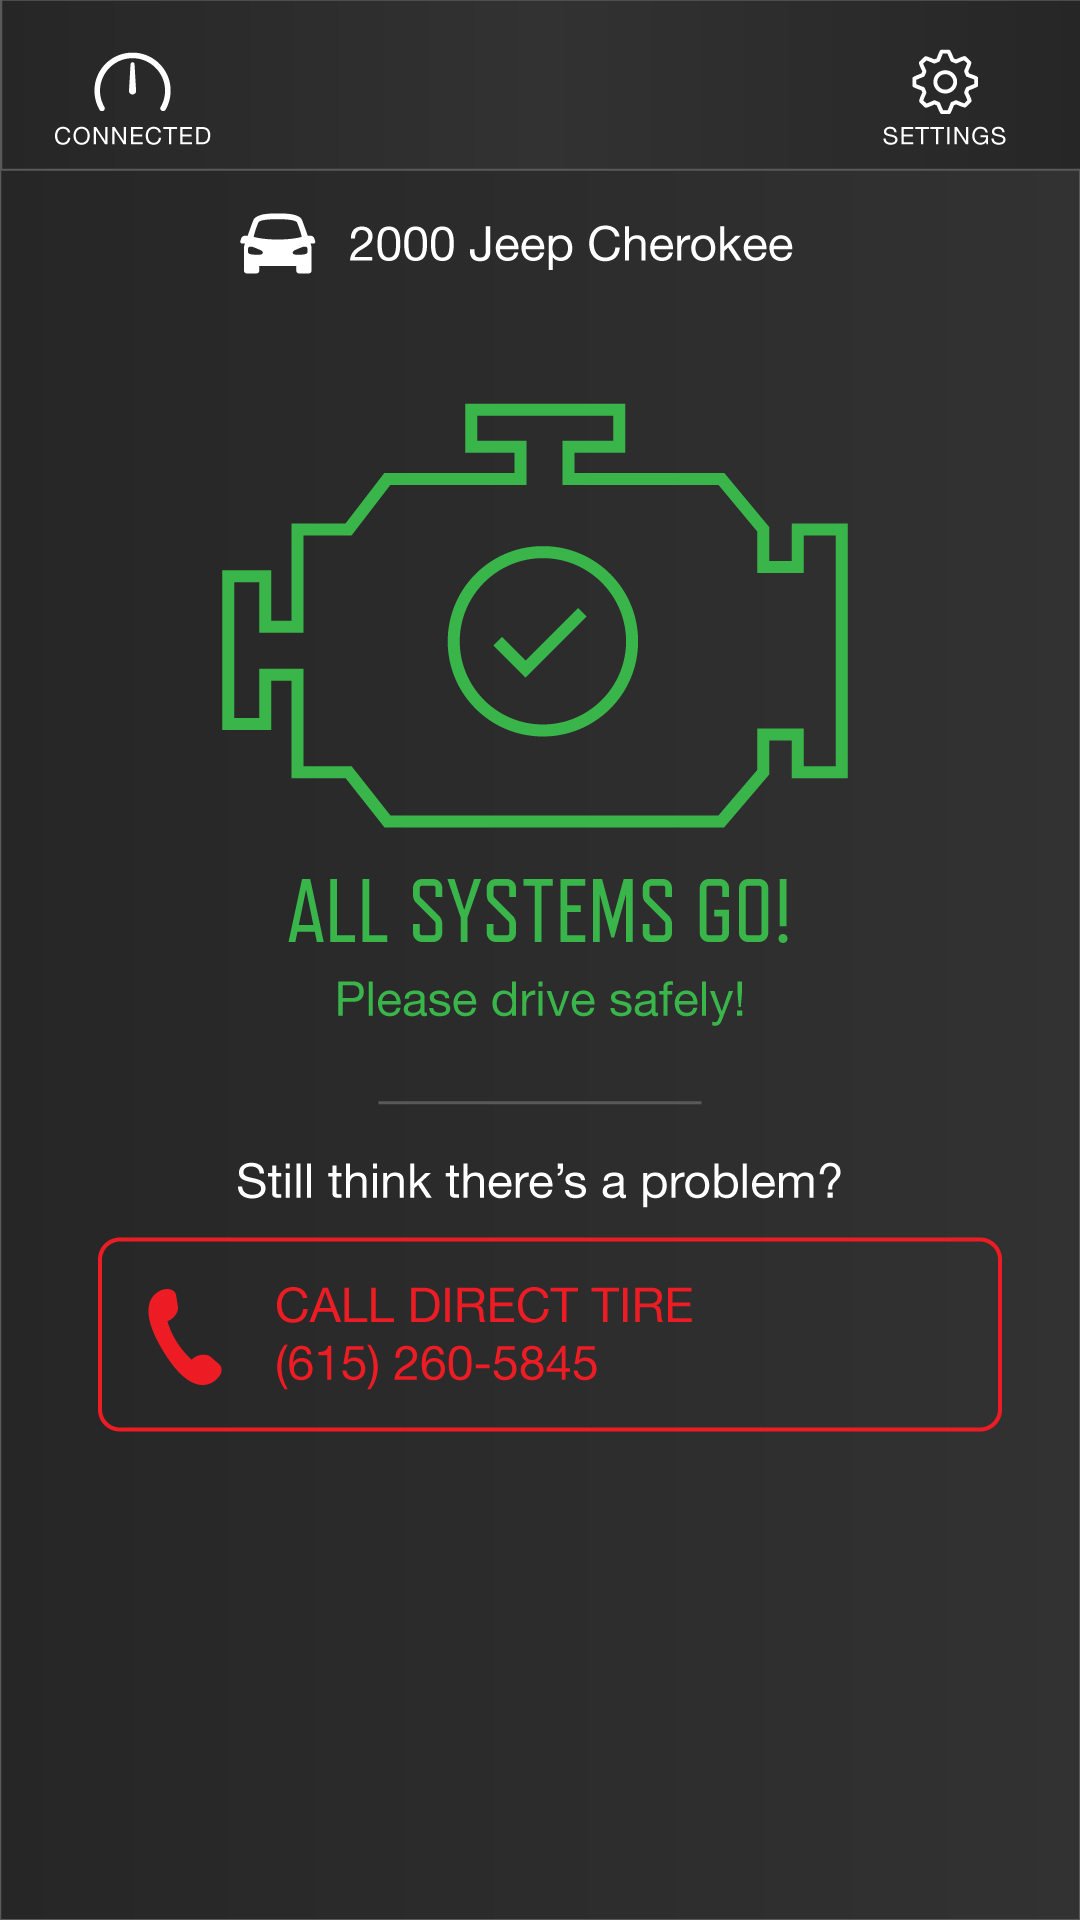 CONNECTED
SETTINGS
2000 Jeep Cherokee
ALL SYSTEMS GO!
Please drive safely!
Still think there’s a problem?
CALL DIRECT TIRE
(615) 260-5845